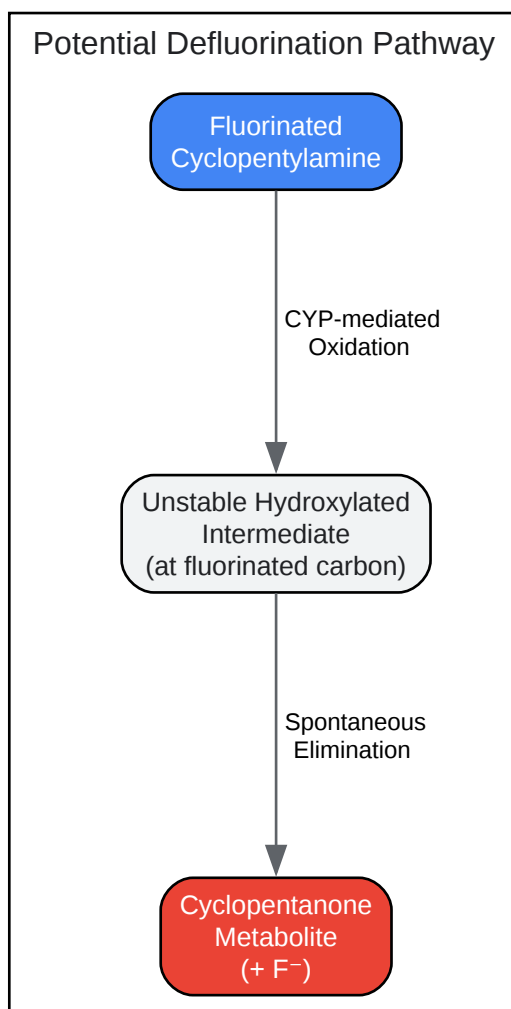 Potential Defluorination Pathway
Fluorinated
Cyclopentylamine
CYP-mediated
Oxidation
Unstable Hydroxylated
Intermediate
(at fluorinated carbon)
Spontaneous
Elimination
Cyclopentanone
Metabolite
(+ F⁻)